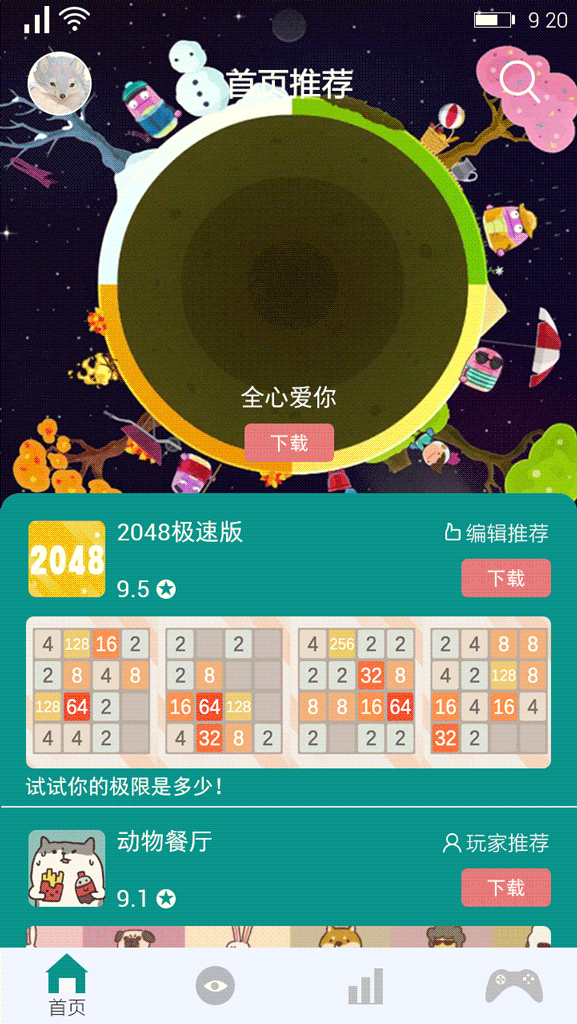 9 20
首页推荐
全心爱你
下载
2048
2048极速版
编辑推荐
9.5
下载
4 128 16 2
2 8 4 8
128 64 2
4 4 2
2 2
2 8
16 64 128
4 32 8 2
4 256 2 2
2 2 32 8
8 8 16 64
2 2 2
2 4 8 8
4 2 128 8
16 4 16 4
32 2
试试你的极限是多少！
动物餐厅
玩家推荐
9.1
下载
首页